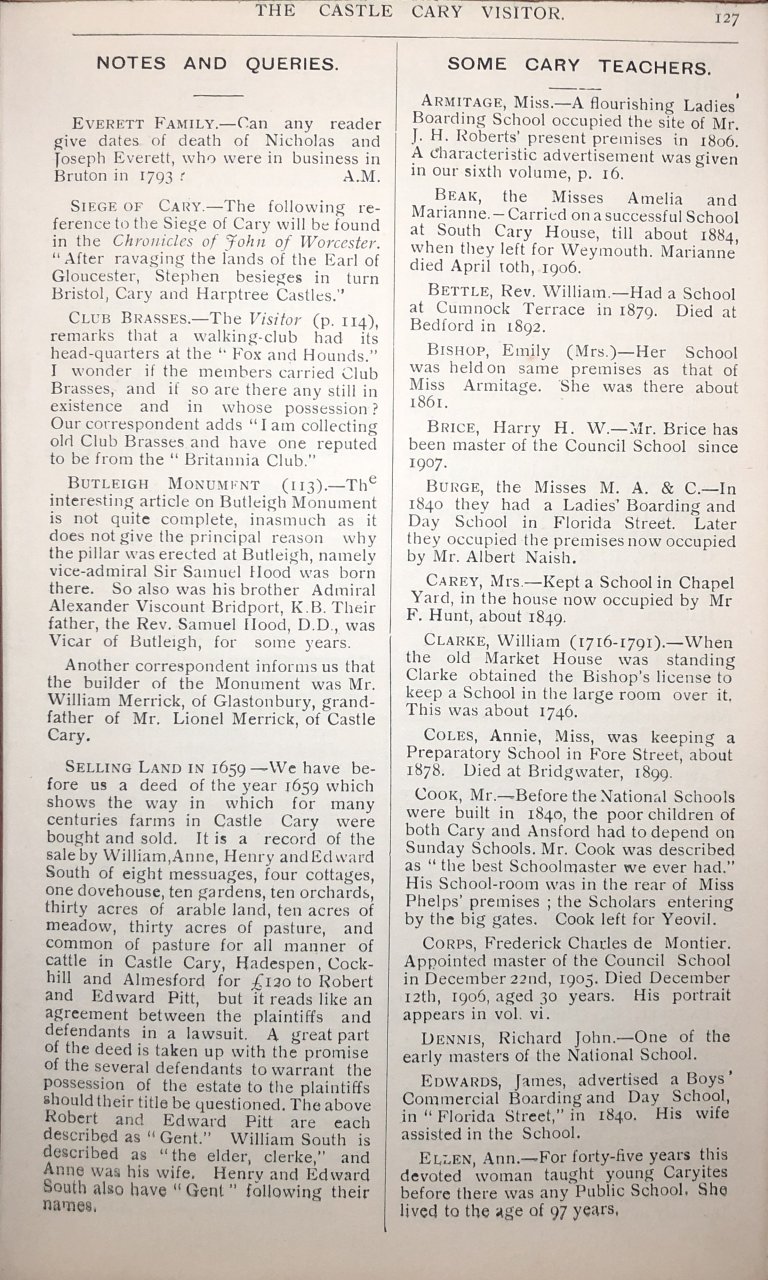 THE CASTLE CARY VISITOR. 127
NOTES AND QUERIES.
EVERETT FAMILY.—Can any reader
give dates of death of Nicholas and
Joseph Everett, who were in business in
Bruton in 1793 ? A.M.
SIEGE OF CARY.—The following re-
ference to the Siege of Cary will be found
in the Chronicles of John of Worcester.
“After ravaging the lands of the Earl of
Gloucester, Stephen besieges in turn
Bristol, Cary and Harptree Castles.”
CLUB BRASSES.—The Visitor (p. 114),
remarks that a walking-club had its
head-quarters at the “ Fox and Hounds.”
I wonder if the members carried Club
Brasses, and if so are there any still in
existence and in whose possession ?
Our correspondent adds “I am collecting
old Club Brasses and have one reputed
to be from the “ Britannia Club.”
BUTLEIGH MONUMENT (113).—The
interesting article on Butleigh Monument
is not quite complete, inasmuch as it
does not give the principal reason why
the pillar was erected at Butleigh, namely
vice-admiral Sir Samuel Hood was born
there. So also was his brother Admiral
Alexander Viscount Bridport, K.B. Their
father, the Rev. Samuel Hood, D.D., was
Vicar of Butleigh, for some years.
Another correspondent informs us that
the builder of the Monument was Mr.
William Merrick, of Glastonbury, grand-
father of Mr. Lionel Merrick, of Castle
Cary.
SELLING LAND IN 1659—We have be-
fore us a deed of the year 1659 which
shows the way in which for many
centuries farms in Castle Cary were
bought and sold. It is a record of the
sale by William,Anne, Henry and Edward
South of eight messuages, four cottages,
one dovehouse, ten gardens, ten orchards,
thirty acres of arable land, ten acres of
meadow, thirty acres of pasture, and
common of pasture for all manner of
cattle in Castle Cary, Hadespen, Cock-
hill and Almesford for £120 to Robert
and Edward Pitt, but it reads like an
agreement between the plaintiffs and
defendants in a lawsuit. A great part
of the deed is taken up with the promise
of the several defendants to warrant the
possession of the estate to the plaintiffs
should their title be questioned. The above
Robert and Edward Pitt are each
described as “Gent.” William South is
described as “the elder, clerke,” and
Anne was his wife. Henry and Edward
South also have “Gent” following their
names.
SOME CARY TEACHERS.
ARMITAGE, Miss.—A flourishing Ladies'
Boarding School occupied the site of Mr.
J. H. Roberts' present premises in 1806.
A characteristic advertisement was given
in our sixth volume, p. 16.
BEAK, the Misses Amelia and
Marianne.—Carried on a successful School
at South Cary House, till about 1884,
when they left for Weymouth. Marianne
died April 10th, 1906.
BETTLE, Rev. William.—Had a School
at Cumnock Terrace in 1879. Died at
Bedford in 1892.
BISHOP, Emily (Mrs.)—Her School
was held on same premises as that of
Miss Armitage. She was there about
1861.
BRICE, Harry H. W.—Mr. Brice has
been master of the Council School since
1907.
BURGE, the Misses M. A. & C.—In
1840 they had a Ladies' Boarding and
Day School in Florida Street. Later
they occupied the premises now occupied
by Mr. Albert Naish.
CAREY, Mrs.—Kept a School in Chapel
Yard, in the house now occupied by Mr
F. Hunt, about 1849.
CLARKE, William (1716-1791).—When
the old Market House was standing
Clarke obtained the Bishop's license to
keep a School in the large room over it.
This was about 1746.
COLES, Annie, Miss, was keeping a
Preparatory School in Fore Street, about
1878. Died at Bridgwater, 1899.
COOK, Mr.—Before the National Schools
were built in 1840, the poor children of
both Cary and Ansford had to depend on
Sunday Schools. Mr. Cook was described
as “the best Schoolmaster we ever had.”
His School-room was in the rear of Miss
Phelps' premises ; the Scholars entering
by the big gates. Cook left for Yeovil.
CORPS, Frederick Charles de Montier.
Appointed master of the Council School
in December 22nd, 1905. Died December
12th, 1906, aged 30 years. His portrait
appears in vol. vi.
DENNIS, Richard John.—One of the
early masters of the National School.
EDWARDS, James, advertised a Boys'
Commercial Boarding and Day School,
in “Florida Street,” in 1840. His wife
assisted in the School.
ELLEN, Ann.—For forty-five years this
devoted woman taught young Caryites
before there was any Public School. She
lived to the age of 97 years.